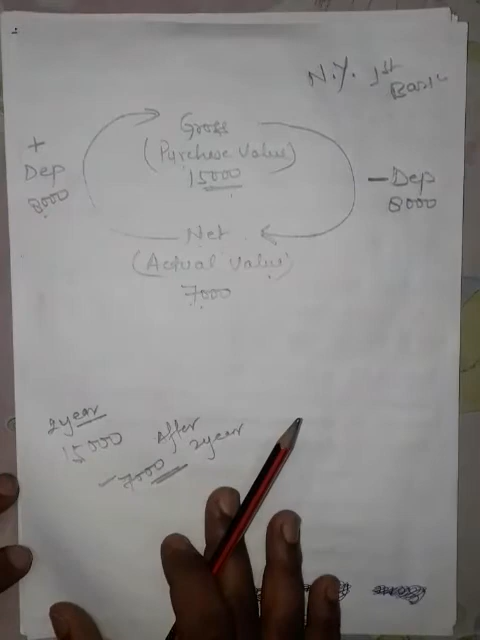 N.Y. 1st
Basic
Gross
(Purchase Value)
15000
+
Dep
8000
- Dep
8000
Net
(Actual Value)
7000
2year
15000
- 7000
After
2year